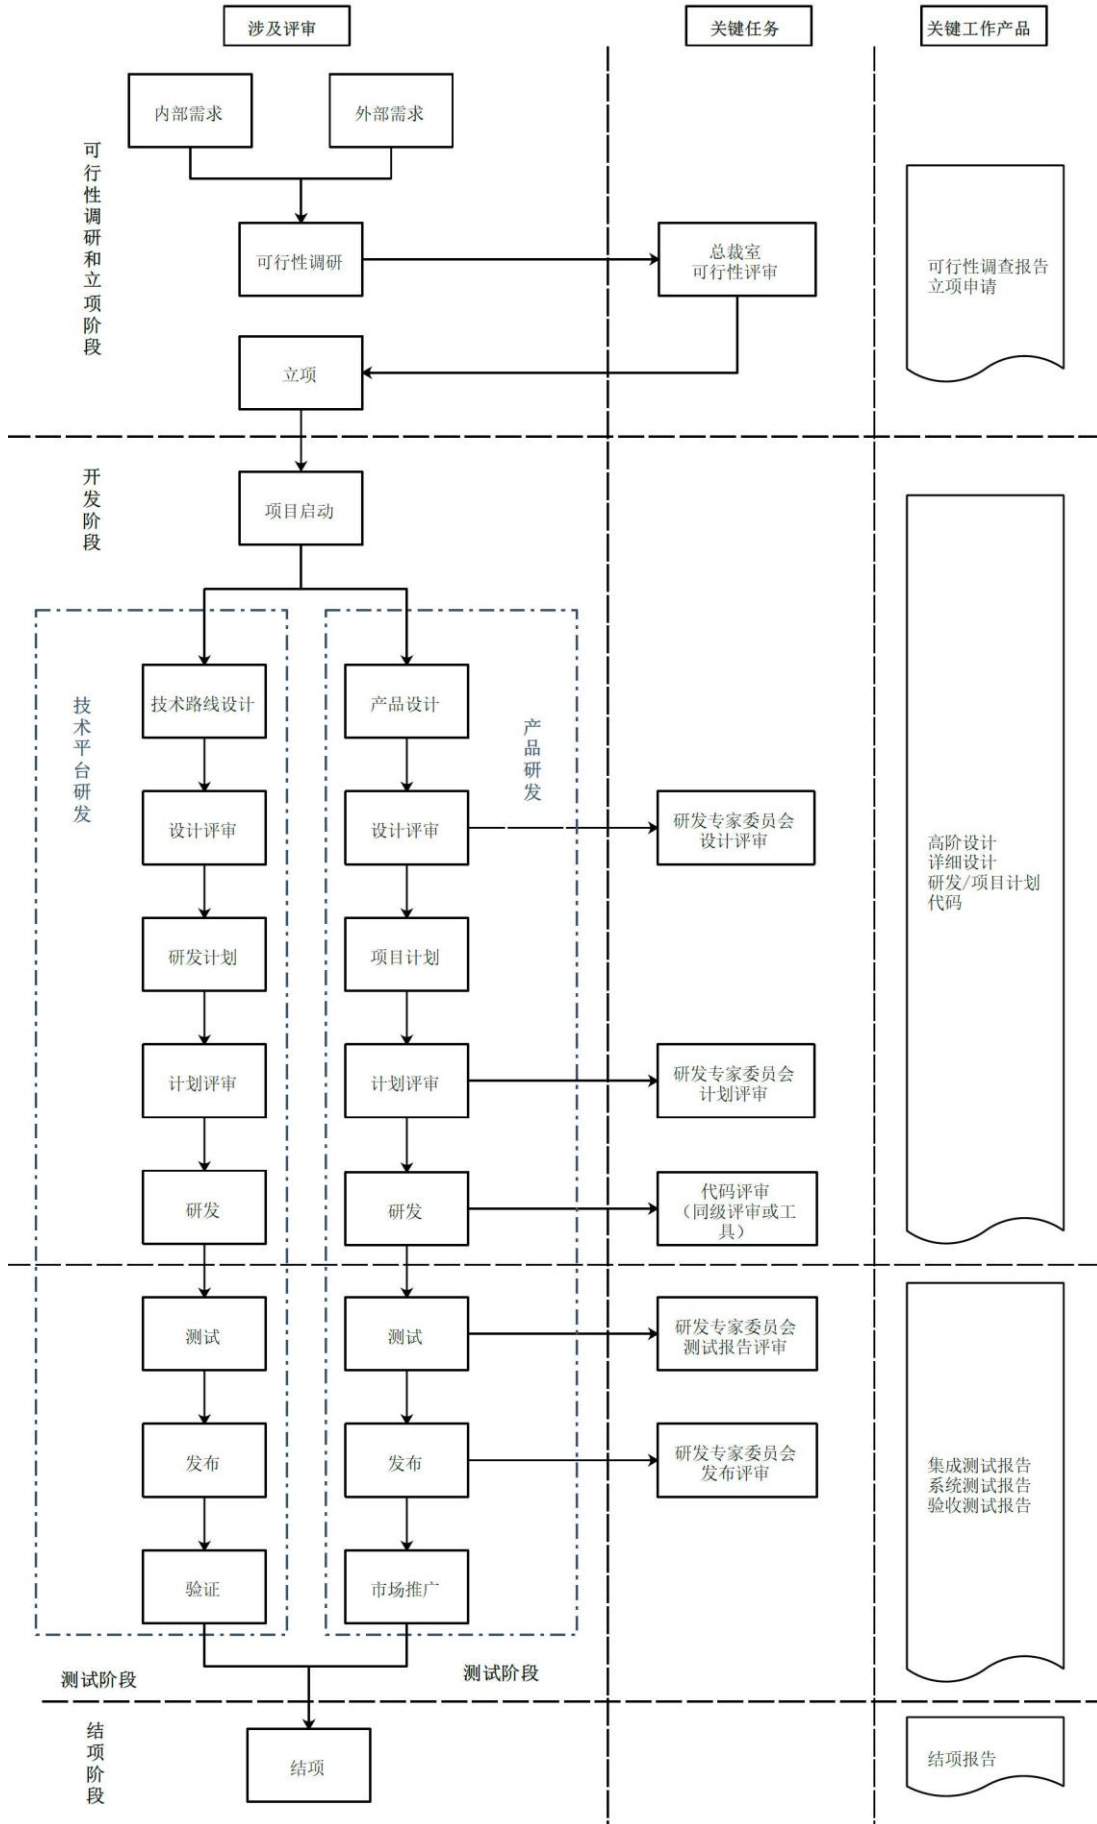 涉及评审
关键任务
关键工作产品
可行性调研和立项阶段
内部需求
外部需求
可行性调研
总裁室
可行性评审
可行性调查报告
立项申请
立项
开发阶段
项目启动
技术平台研发
技术路线设计
产品设计
产品研发
设计评审
设计评审
研发专家委员会
设计评审
高阶设计
详细设计
研发/项目计划
代码
研发计划
项目计划
计划评审
计划评审
研发专家委员会
计划评审
研发
研发
代码评审
（同级评审或工
具）
测试
测试
研发专家委员会
测试报告评审
发布
发布
研发专家委员会
发布评审
集成测试报告
系统测试报告
验收测试报告
验证
市场推广
测试阶段
测试阶段
结项阶段
结项
结项报告